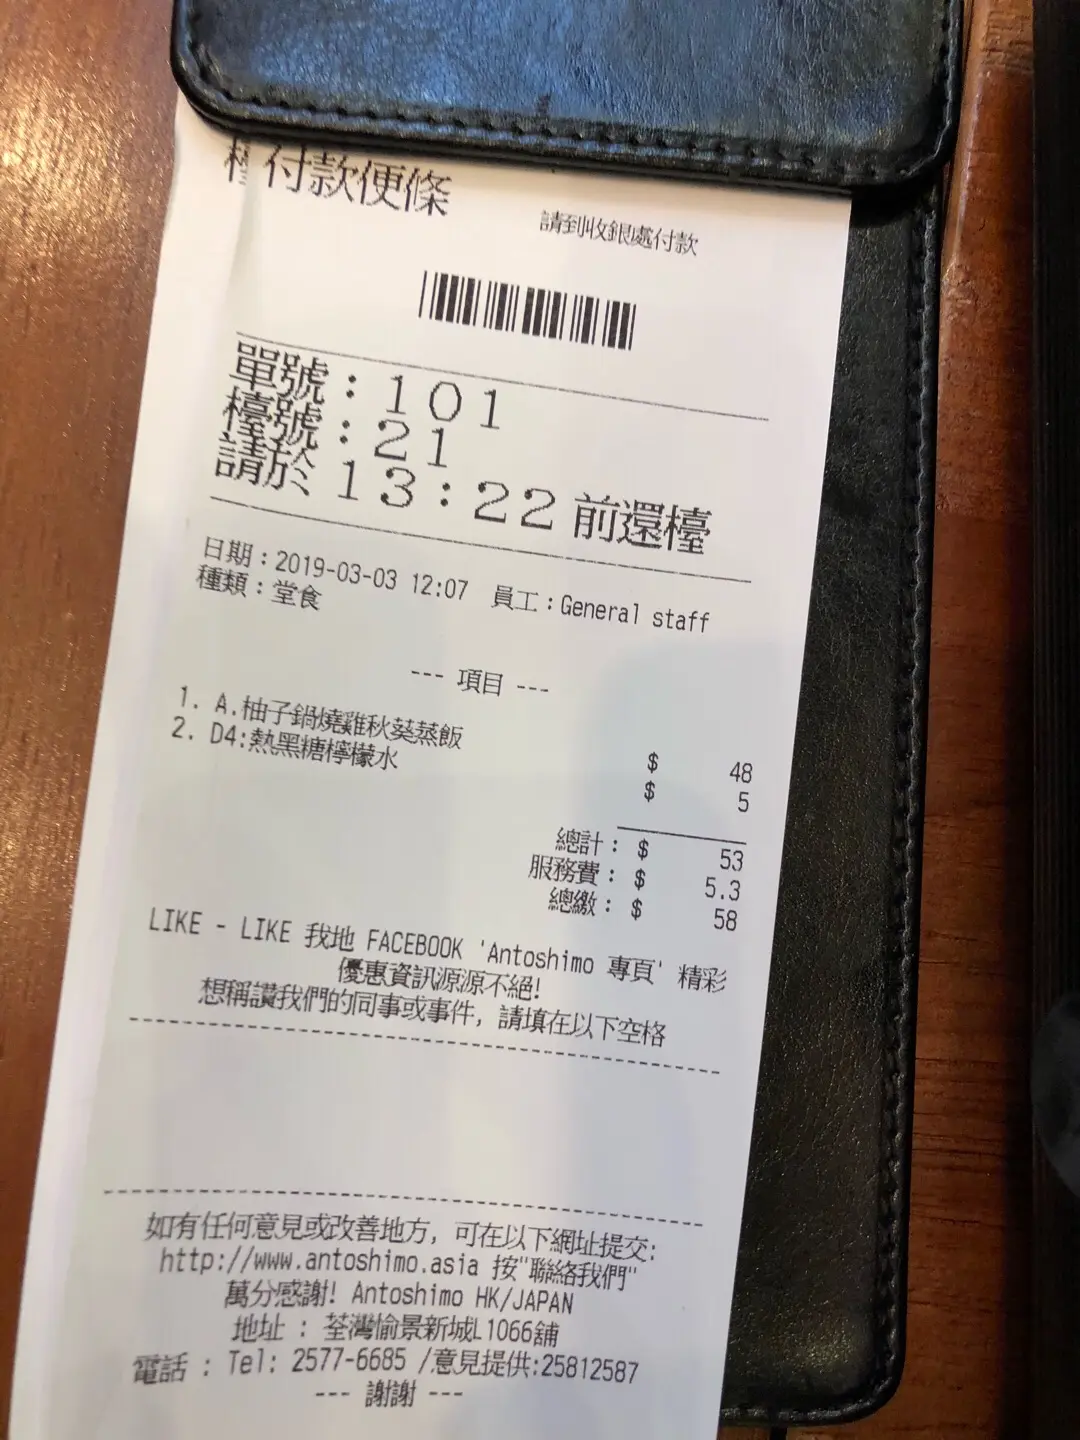 付款便條
請到收銀處付款
單號：101
檯號：21
請於 13:22 前還檯
日期：2019-03-03 12:07 員工：General staff
種類：堂食
--- 項目 ---
1. A.柚子鍋燒雞秋葵蒸飯 $ 48
2. D4:熱黑糖檸檬水 $ 5
總計： $ 53
服務費： $ 5.3
總繳： $ 58
LIKE - LIKE 我地 FACEBOOK 'Antoshimo 專頁' 精彩
優惠資訊源源不絕!
想稱讚我們的同事或事件, 請填在以下空格
如有任何意見或改善地方, 可在以下網址提交:
http://www.antoshimo.asia 按"聯絡我們"
萬分感謝! Antoshimo HK/JAPAN
地址 : 荃灣愉景新城L1066舖
電話 : Tel: 2577-6685 /意見提供:25812587
--- 謝謝 ---